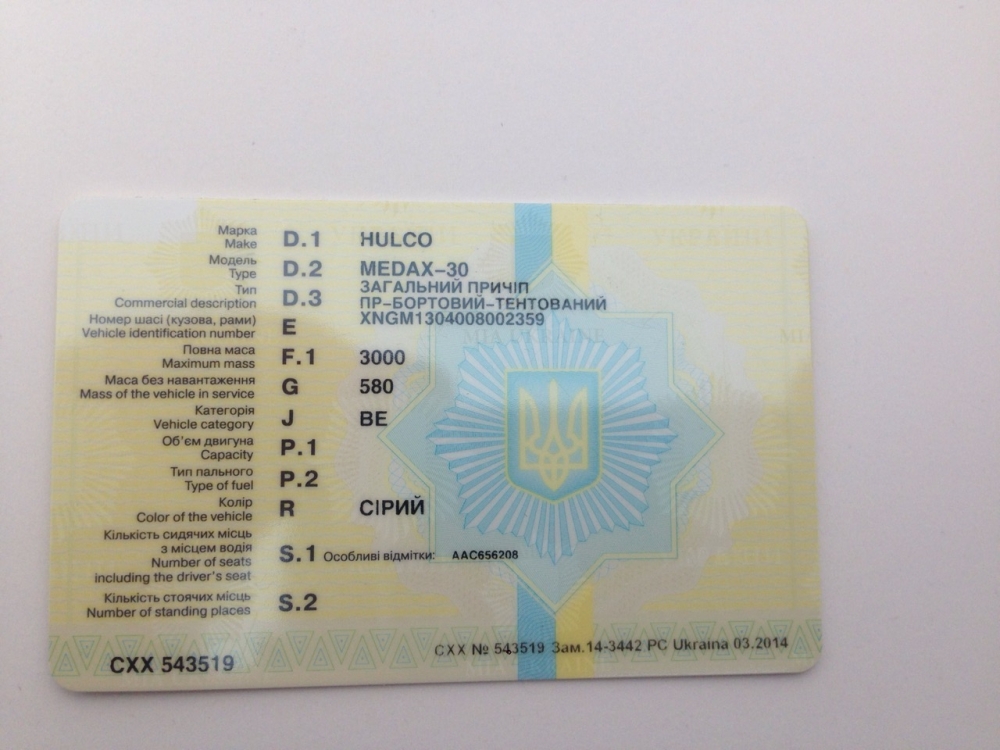 Марка
Make D.1 HULCO
Модель
Type D.2 MEDAX-30
Тип
Commercial description D.3 ЗАГАЛЬНИЙ ПРИЧІП
ПР-БОРТОВИЙ-ТЕНТОВАНИЙ
Номер шасі (кузова, рами)
Vehicle identification number E XNGM1304008002359
Повна маса
Maximum mass F.1 3000
Маса без навантаження
Mass of the vehicle in service G 580
Категорія
Vehicle category J BE
Об'єм двигуна
Capacity P.1
Тип пального
Type of fuel P.2
Колір
Color of the vehicle R СІРИЙ
Кількість сидячих місць
з місцем водія
Number of seats
including the driver's seat S.1 Особливі відмітки: AAC656208
Кількість стоячих місць
Number of standing places S.2
MIA UKRAINE
СХХ 543519
СХХ № 543519 Зам.14-3442 PC Ukraina 03.2014